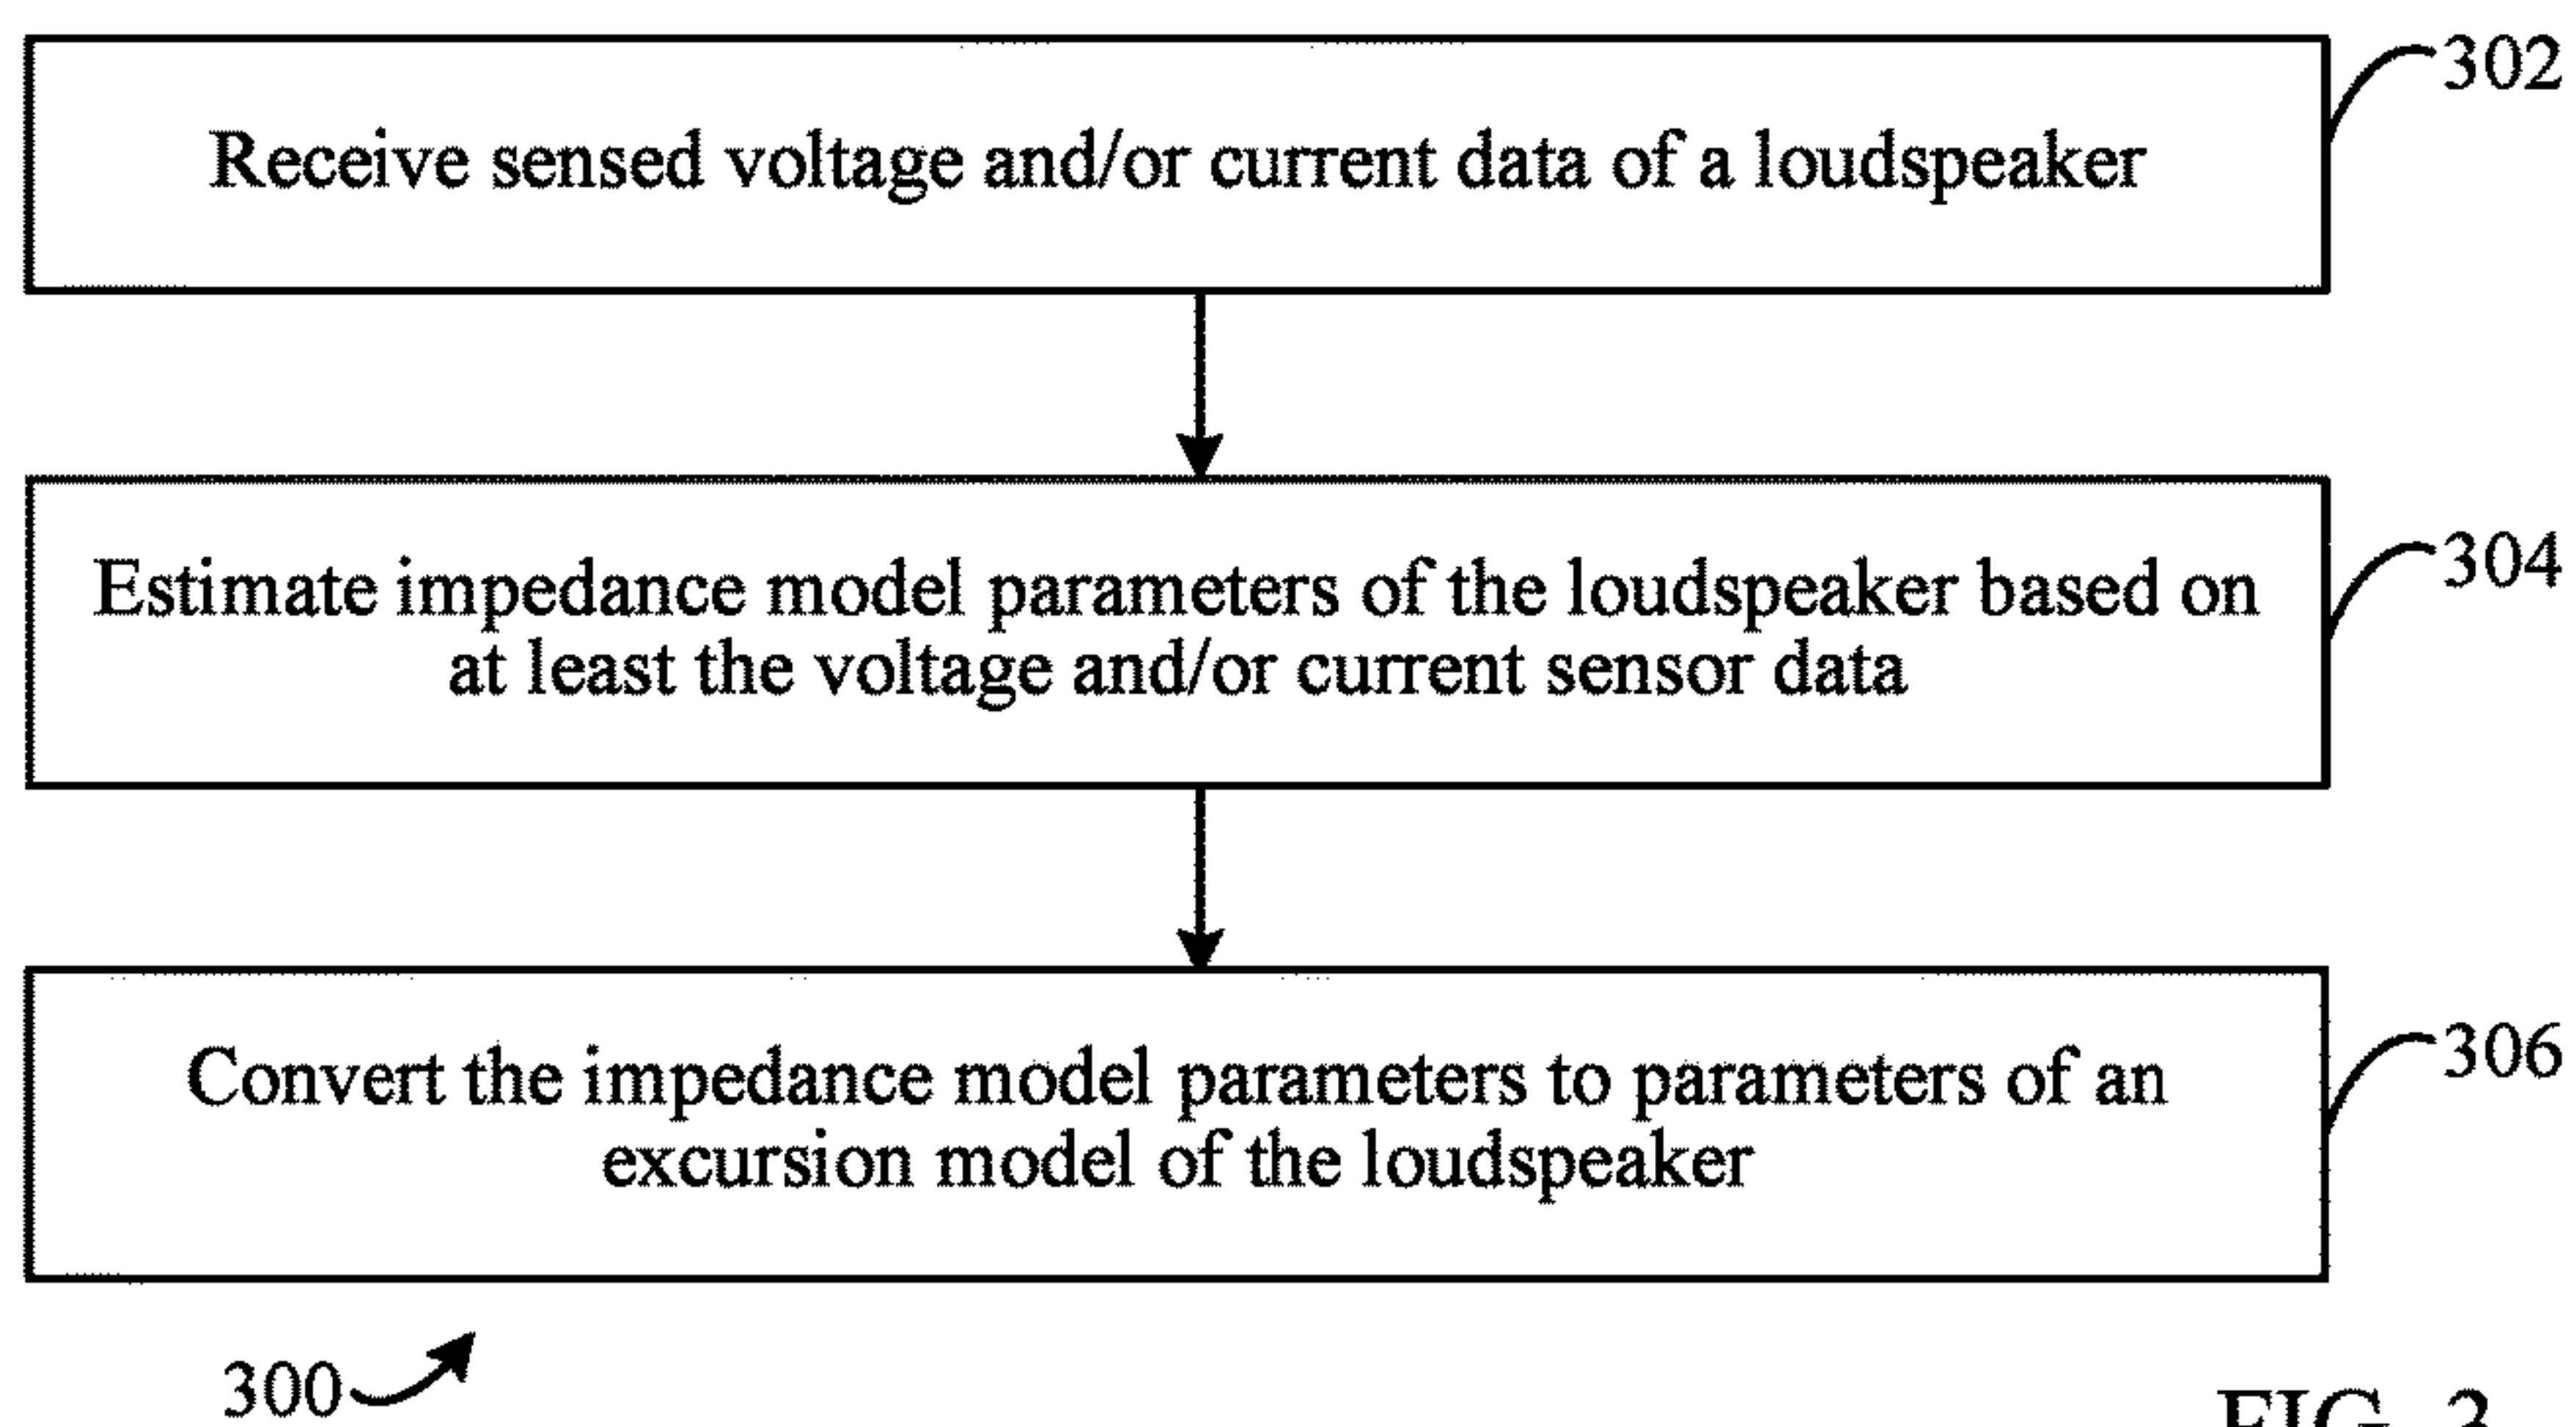 Receive sensed voltage and/or current data of a loudspeaker
302
Estimate impedance model parameters of the loudspeaker based on
at least the voltage and/or current sensor data
304
Convert the impedance model parameters to parameters of an
excursion model of the loudspeaker
306
300
FIG. 3